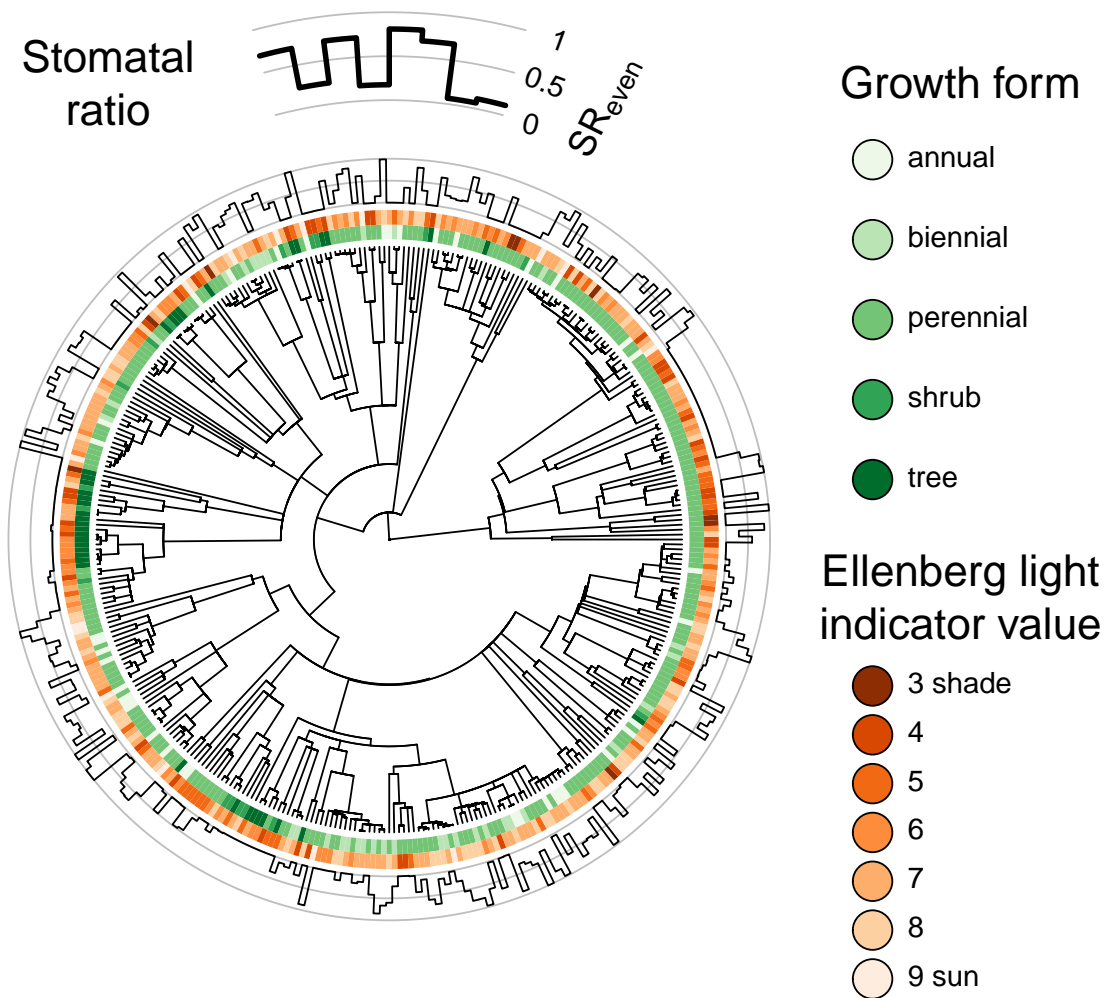 Stomatal
ratio
1
0.5
0
SReven
Growth form
annual
biennial
perennial
shrub
tree
Ellenberg light
indicator value
3 shade
4
5
6
7
8
9 sun